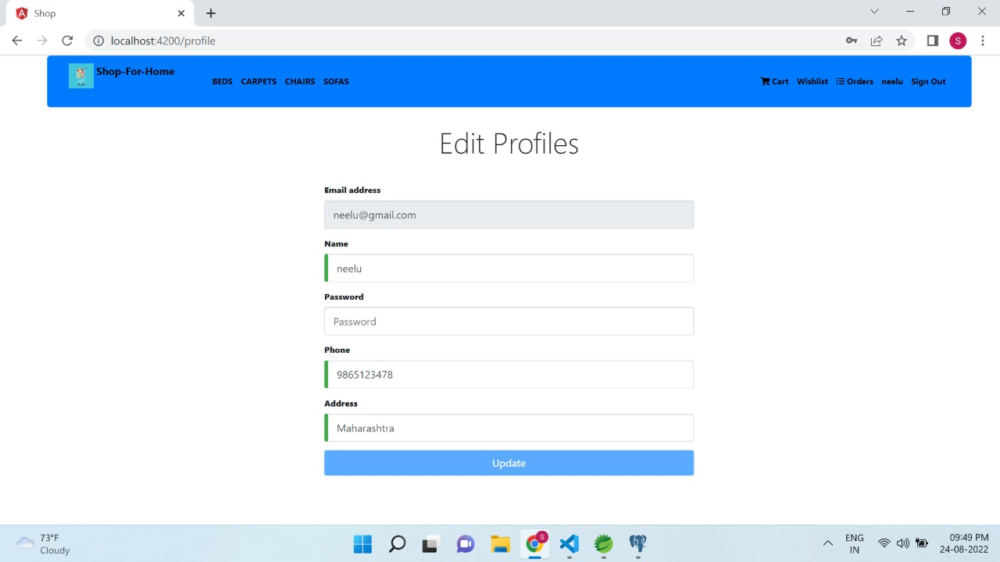 Shop
localhost:4200/profile
S
Shop-For-Home
BEDS CARPETS CHAIRS SOFAS
Cart Wishlist Orders neelu Sign Out
Edit Profiles
Email address
neelu@gmail.com
Name
neelu
Password
Password
Phone
9865123478
Address
Maharashtra
Update
73°F
Cloudy
S
ENG
IN
09:49 PM
24-08-2022